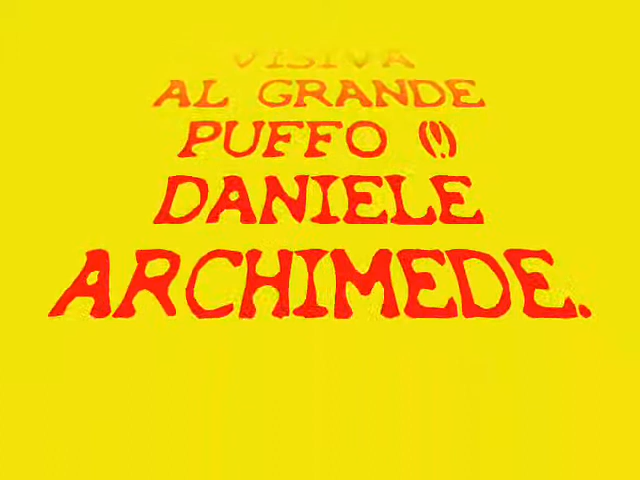 VISIVA
AL GRANDE
PUFFO (!)
DANIELE
ARCHIMEDE.